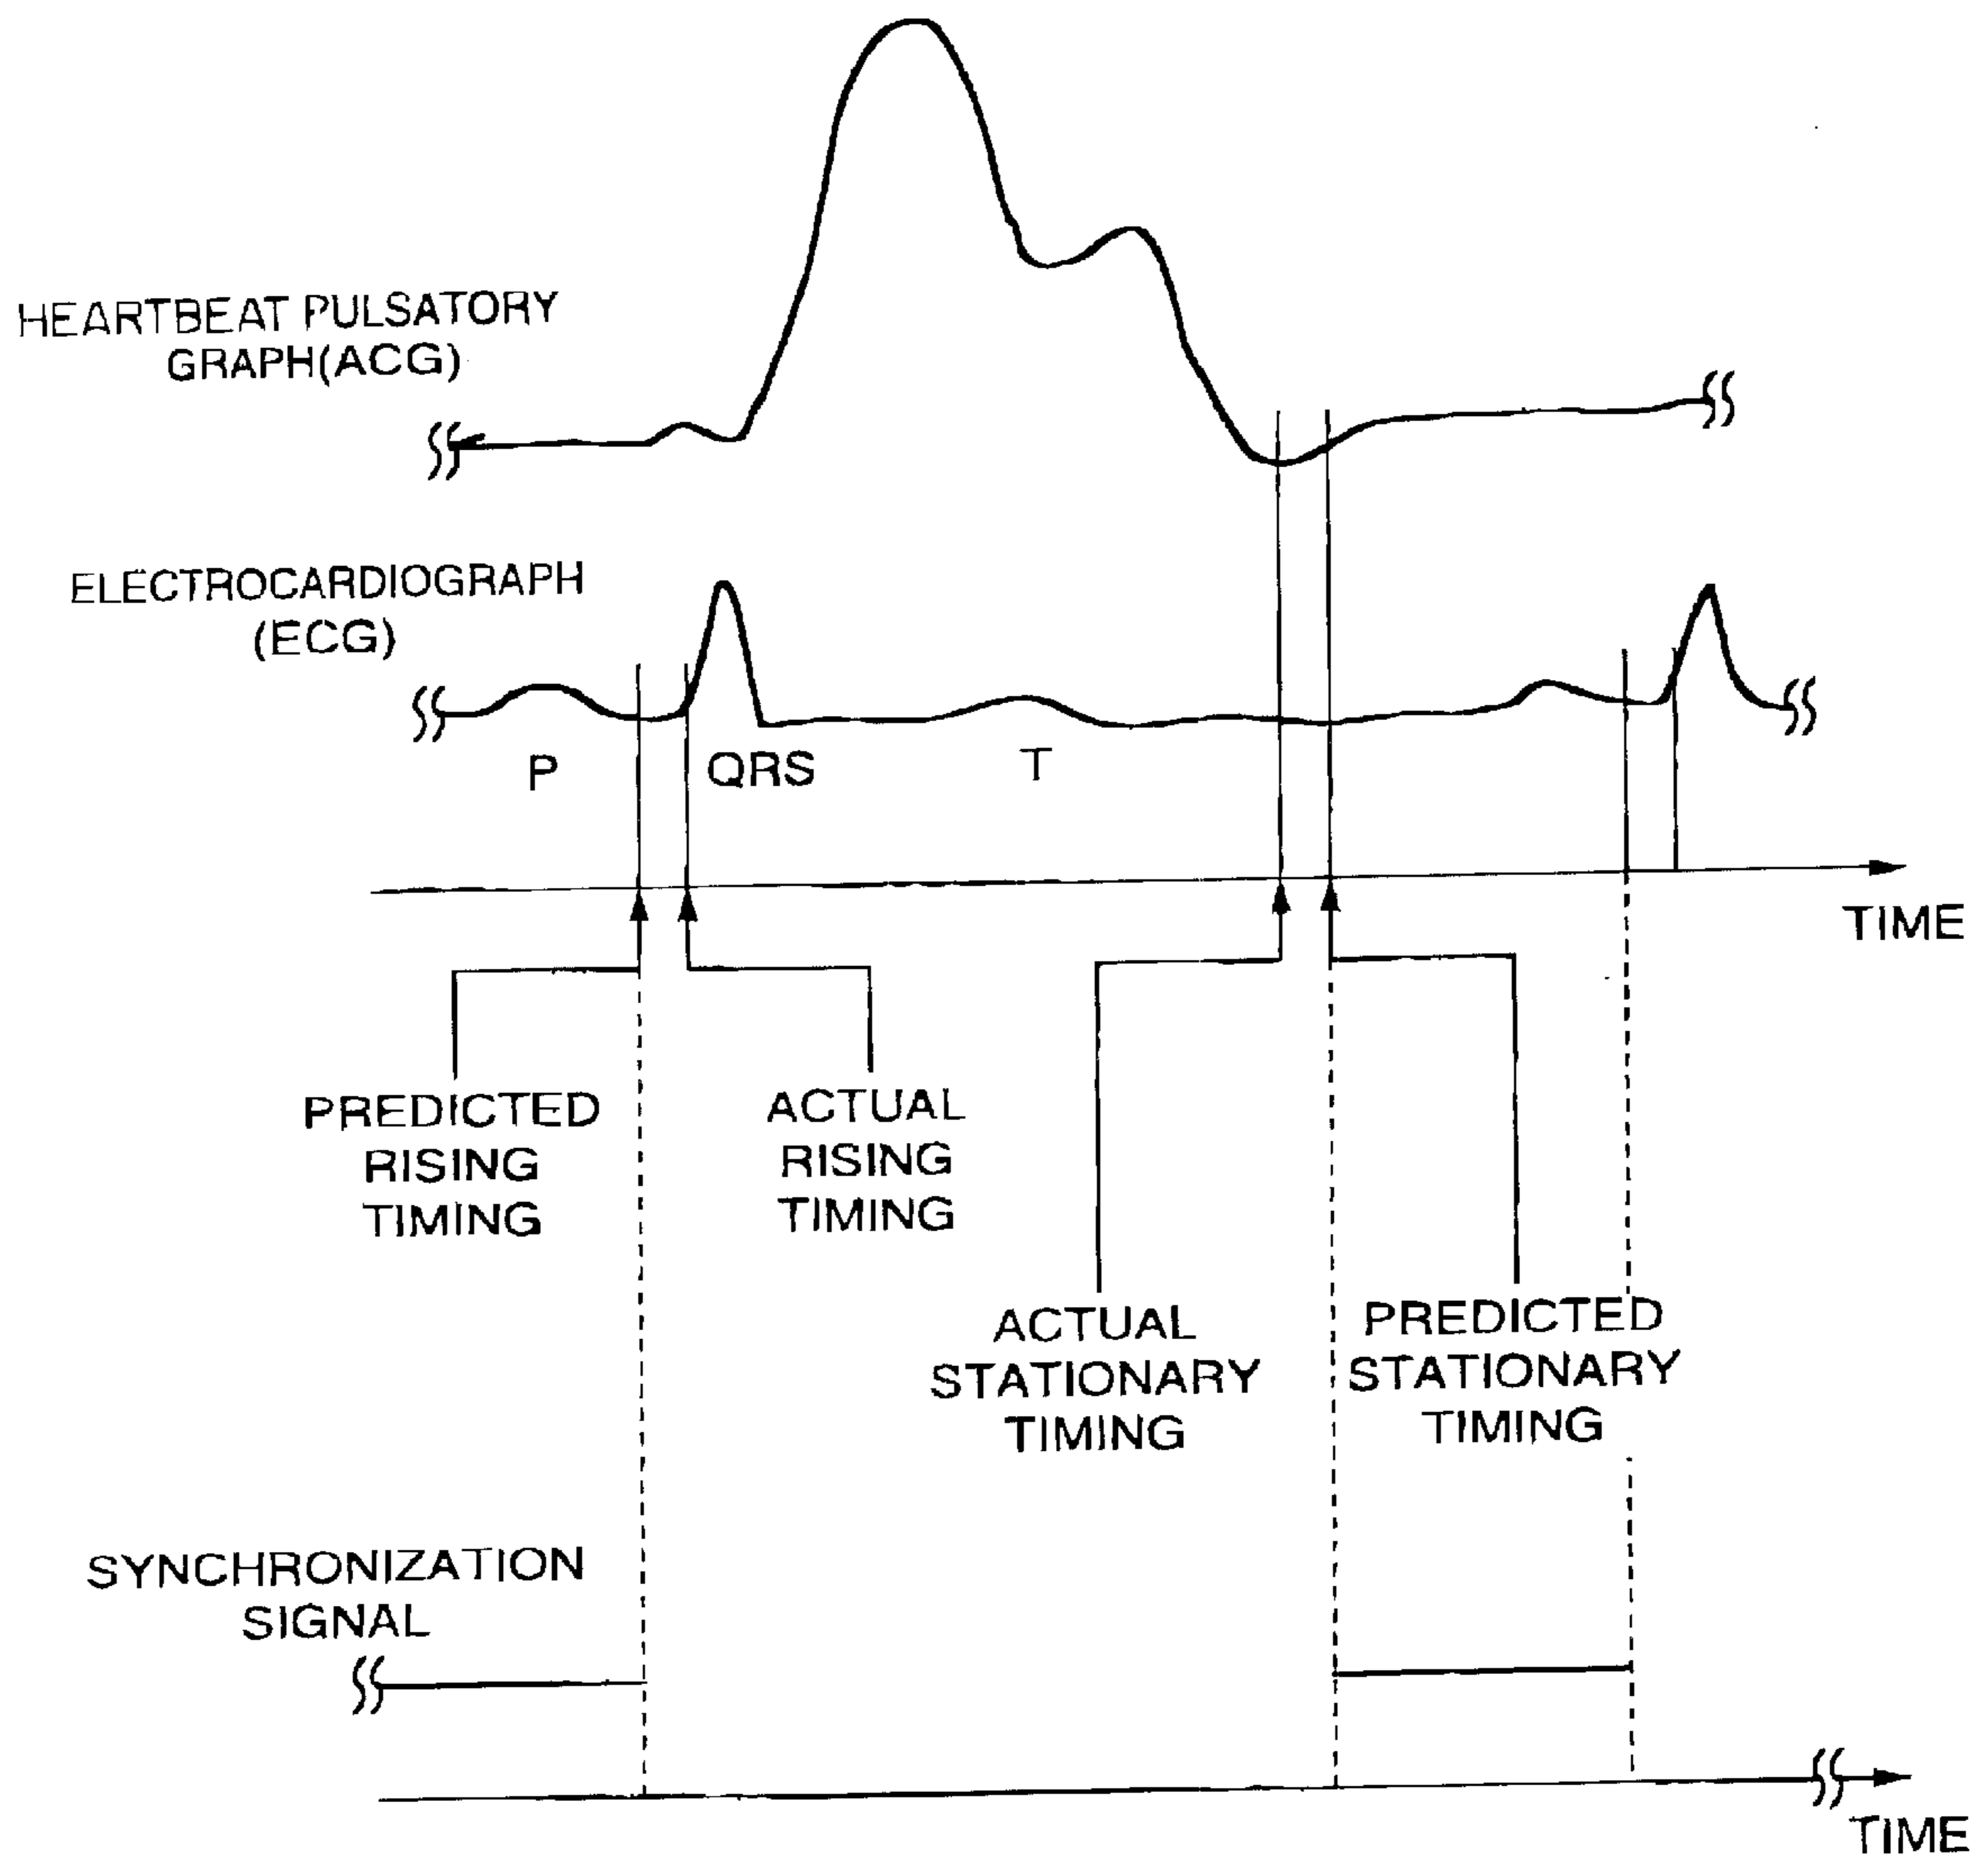 HEARTBEAT PULSATORY
GRAPH(ACG)
ELECTROCARDIOGRAPH
(ECG)
P
QRS
T
TIME
PREDICTED
RISING
TIMING
ACTUAL
RISING
TIMING
ACTUAL
STATIONARY
TIMING
PREDICTED
STATIONARY
TIMING
SYNCHRONIZATION
SIGNAL
TIME